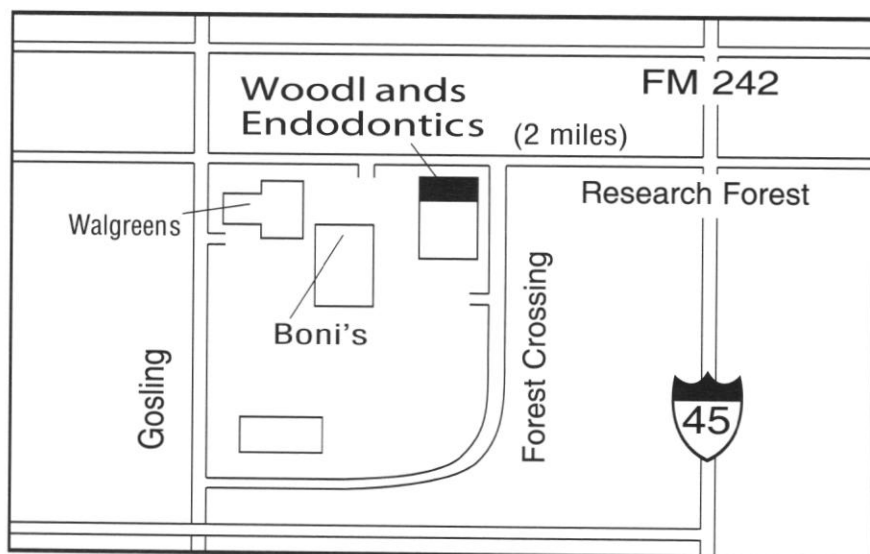 FM 242
Woodl ands
Endodontics
(2 miles)
Research Forest
Walgreens
Boni's
Gosling
Forest Crossing
45